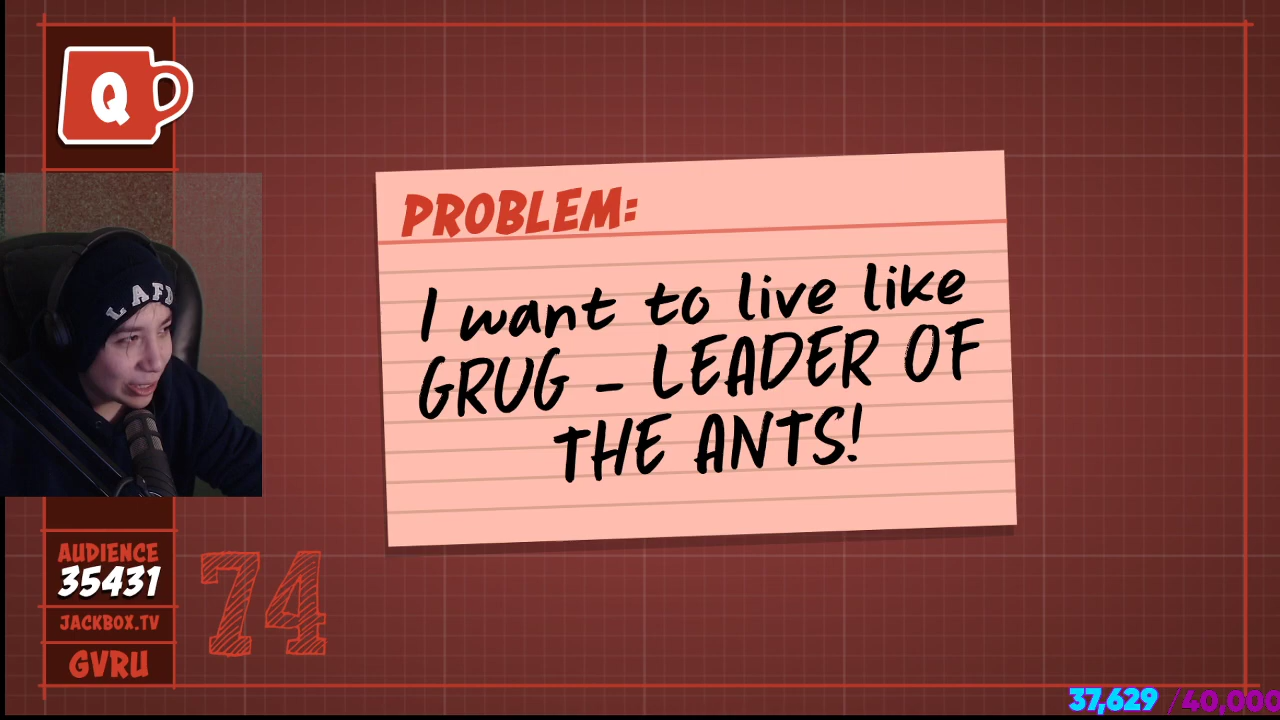 Q
PROBLEM:
I want to live like
GRUG - LEADER OF
THE ANTS!
LAFD
AUDIENCE
35431
JACKBOX.TV
GVRU
74
37,629 /40,000